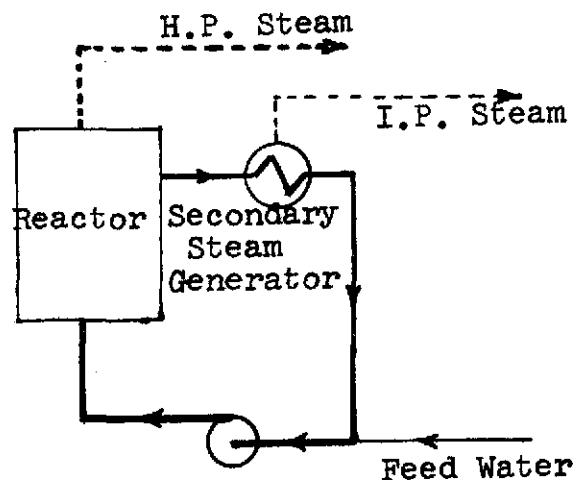 H.P. Steam
I.P. Steam
Reactor
Secondary
Steam
Generator
Feed Water